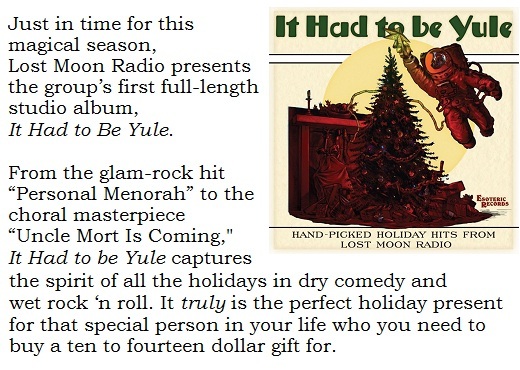 Just in time for this
magical season,
Lost Moon Radio presents
the group’s first full-length
studio album,
It Had to Be Yule.
From the glam-rock hit
“Personal Menorah” to the
choral masterpiece
“Uncle Mort Is Coming,"
It Had to be Yule captures
the spirit of all the holidays in dry comedy and
wet rock ‘n roll. It truly is the perfect holiday present
for that special person in your life who you need to
buy a ten to fourteen dollar gift for.
It Had to be Yule
Esoteric
Records
Hand-Picked Holiday Hits from
Lost Moon Radio